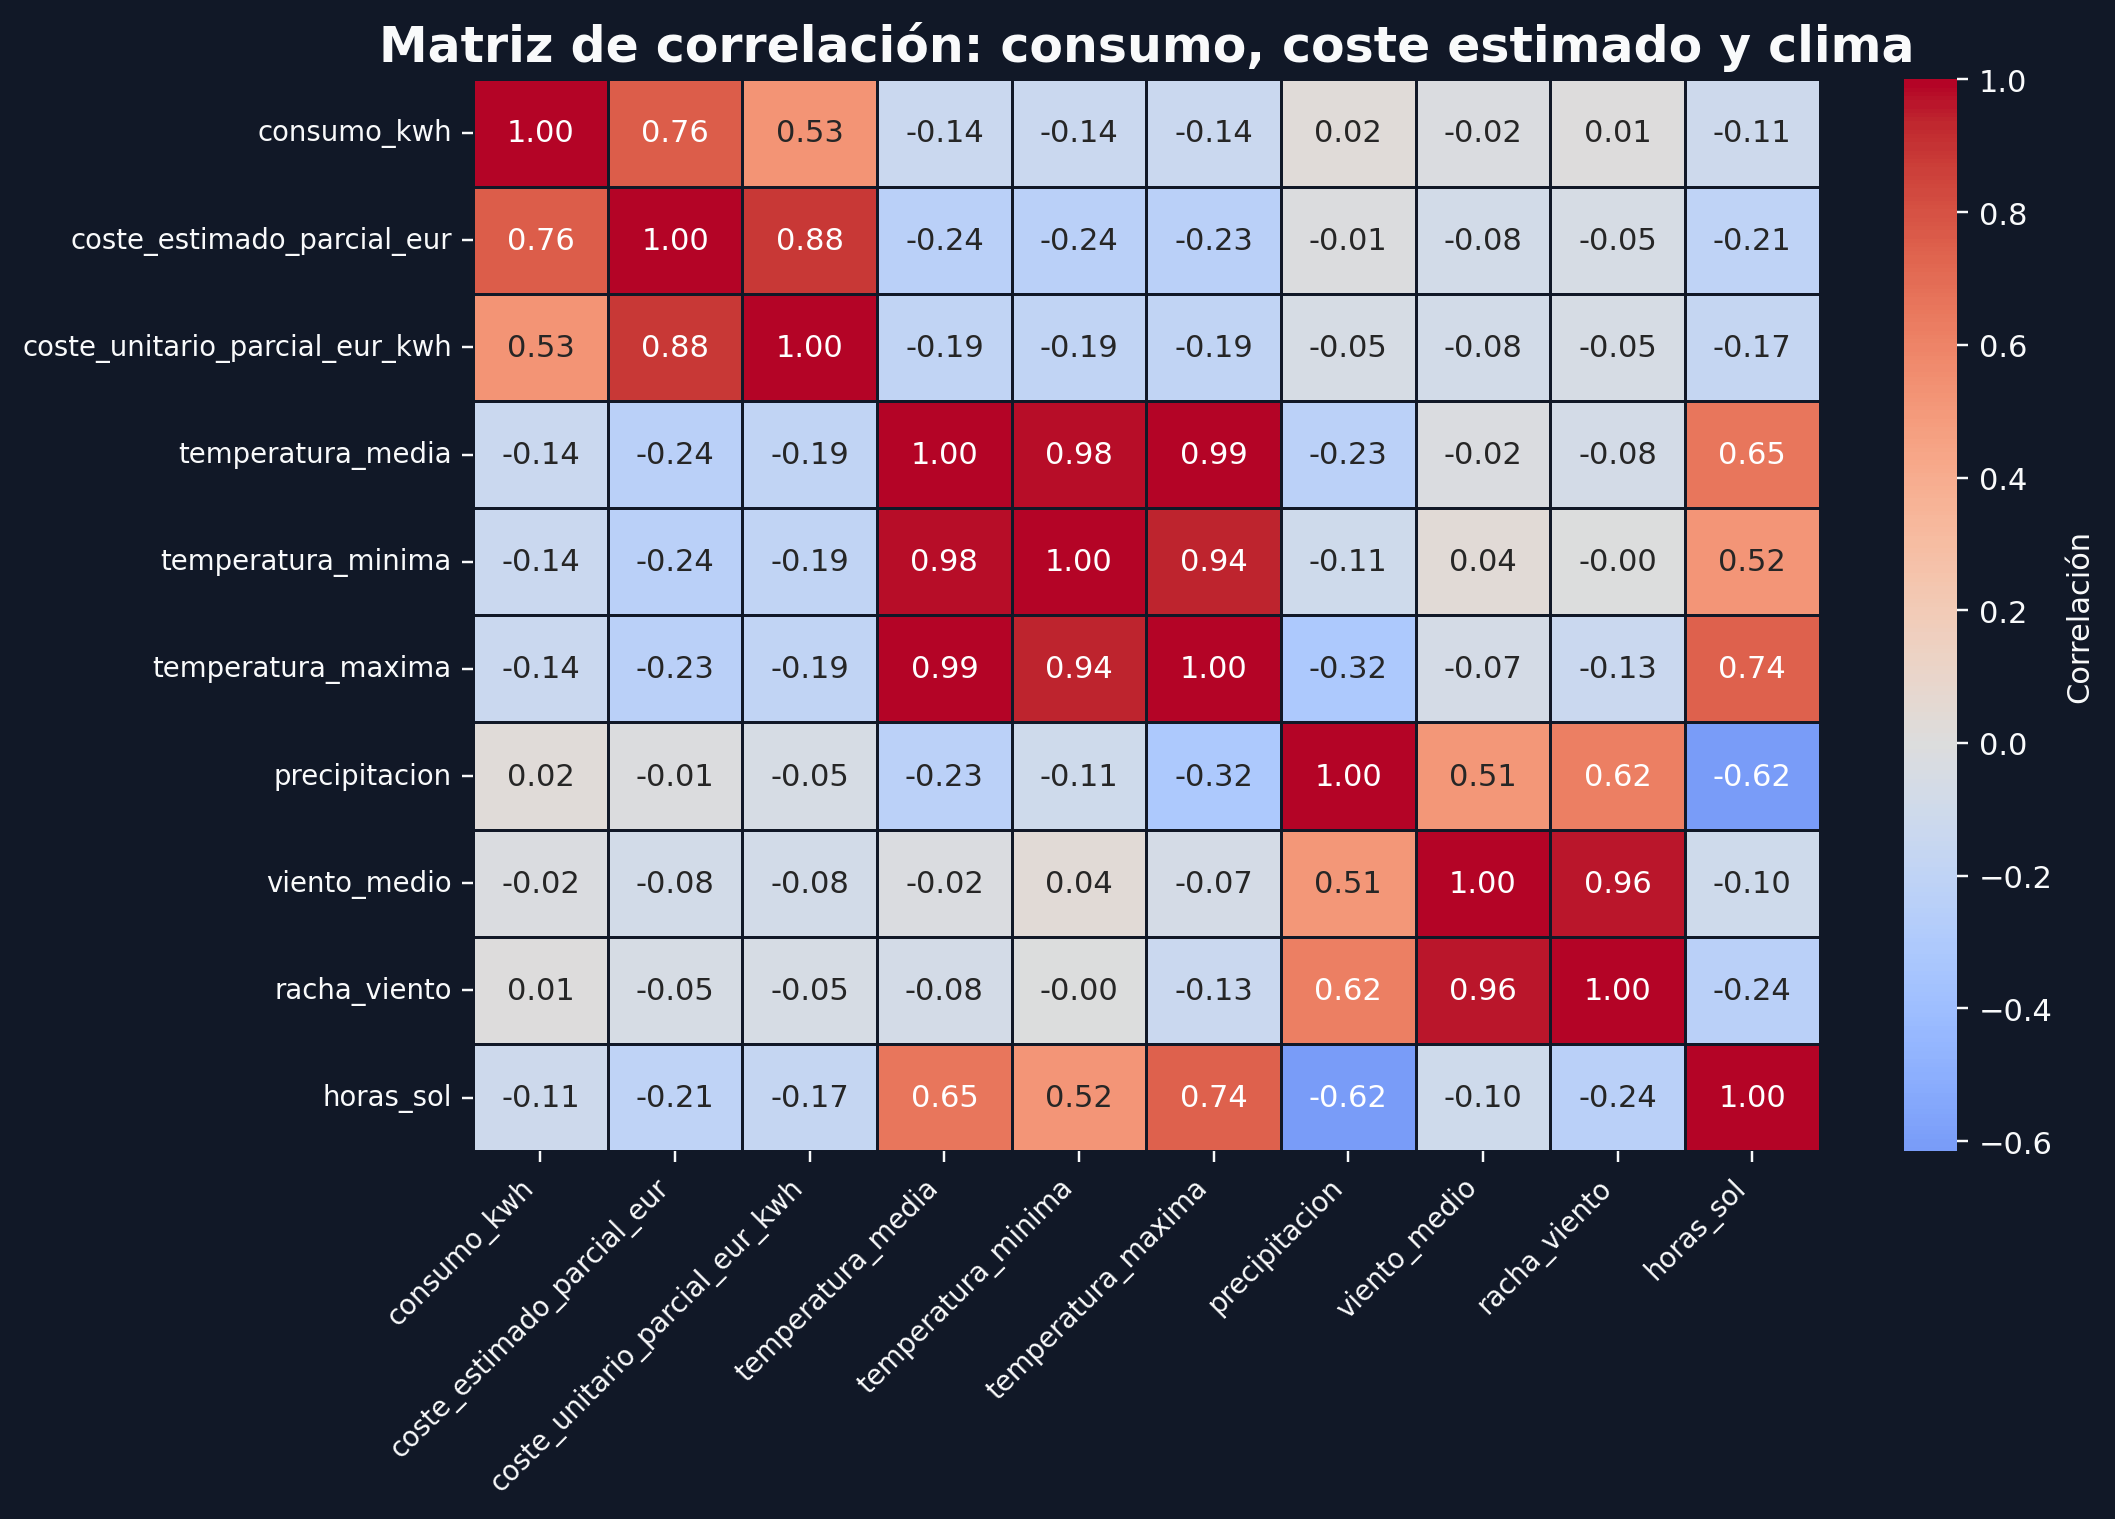 Matriz de correlación: consumo, coste estimado y clima
consumo_kwh 1.00 0.76 0.53 -0.14 -0.14 -0.14 0.02 -0.02 0.01 -0.11
coste_estimado_parcial_eur 0.76 1.00 0.88 -0.24 -0.24 -0.23 -0.01 -0.08 -0.05 -0.21
coste_unitario_parcial_eur_kwh 0.53 0.88 1.00 -0.19 -0.19 -0.19 -0.05 -0.08 -0.05 -0.17
temperatura_media -0.14 -0.24 -0.19 1.00 0.98 0.99 -0.23 -0.02 -0.08 0.65
temperatura_minima -0.14 -0.24 -0.19 0.98 1.00 0.94 -0.11 0.04 -0.00 0.52
temperatura_maxima -0.14 -0.23 -0.19 0.99 0.94 1.00 -0.32 -0.07 -0.13 0.74
precipitacion 0.02 -0.01 -0.05 -0.23 -0.11 -0.32 1.00 0.51 0.62 -0.62
viento_medio -0.02 -0.08 -0.08 -0.02 0.04 -0.07 0.51 1.00 0.96 -0.10
racha_viento 0.01 -0.05 -0.05 -0.08 -0.00 -0.13 0.62 0.96 1.00 -0.24
horas_sol -0.11 -0.21 -0.17 0.65 0.52 0.74 -0.62 -0.10 -0.24 1.00
consumo_kwh
coste_estimado_parcial_eur
coste_unitario_parcial_eur_kwh
temperatura_media
temperatura_minima
temperatura_maxima
precipitacion
viento_medio
racha_viento
horas_sol
1.0
0.8
0.6
0.4
0.2
0.0
−0.2
−0.4
−0.6
Correlación